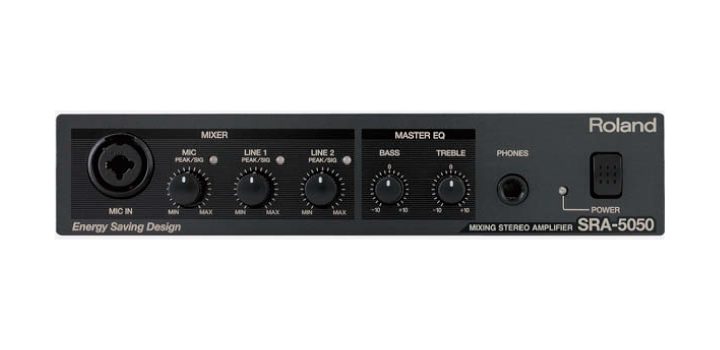 MIXER
MASTER EQ
Roland
MIC
PEAK/SIG
LINE 1
PEAK/SIG
LINE 2
PEAK/SIG
BASS
TREBLE
PHONES
0
0
MIC IN
MIN MAX
MIN MAX
MIN MAX
-10 +10
-10 +10
POWER
Energy Saving Design
MIXING STEREO AMPLIFIER SRA-5050